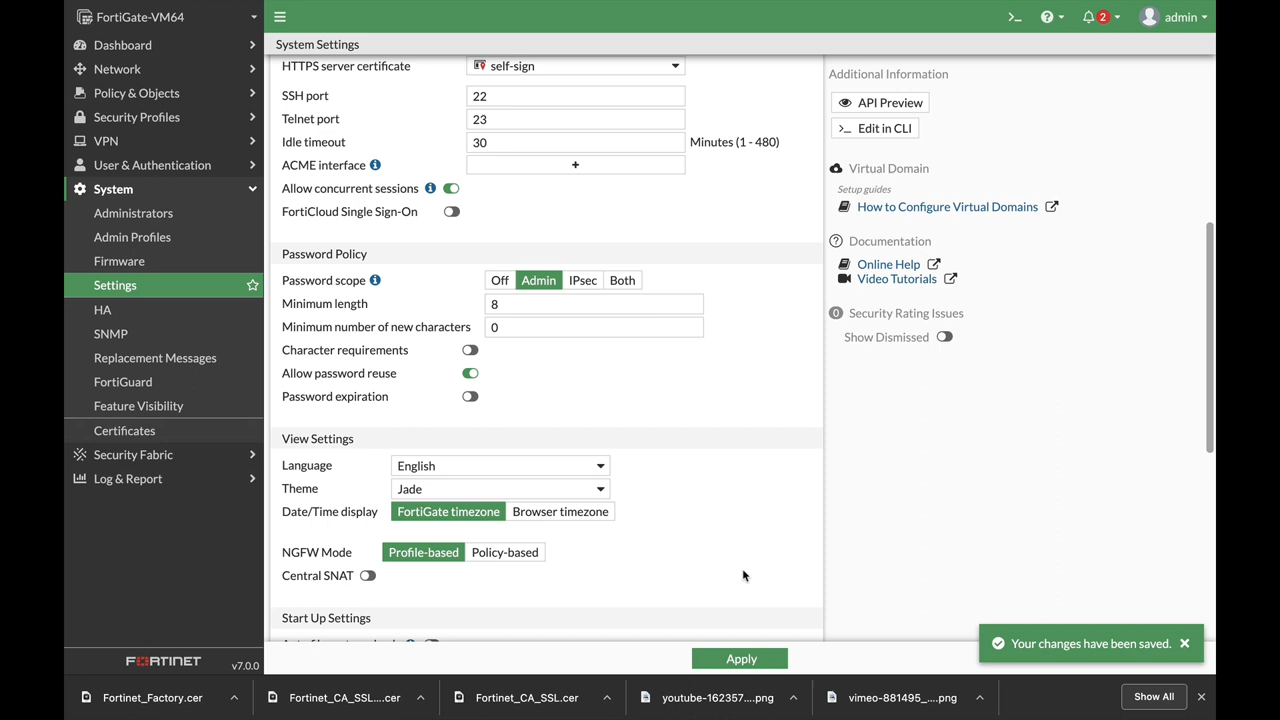 FortiGate-VM64
2
admin
Dashboard
Network
Policy & Objects
Security Profiles
VPN
User & Authentication
System
Administrators
Admin Profiles
Firmware
Settings
HA
SNMP
Replacement Messages
FortiGuard
Feature Visibility
Certificates
Security Fabric
Log & Report
FORTINET
v7.0.0
System Settings
HTTPS server certificate self-sign
SSH port 22
Telnet port 23
Idle timeout 30 Minutes (1 - 480)
ACME interface +
Allow concurrent sessions
FortiCloud Single Sign-On
Password Policy
Password scope Off Admin IPsec Both
Minimum length 8
Minimum number of new characters 0
Character requirements
Allow password reuse
Password expiration
View Settings
Language English
Theme Jade
Date/Time display FortiGate timezone Browser timezone
NGFW Mode Profile-based Policy-based
Central SNAT
Start Up Settings
Apply
Additional Information
API Preview
>_ Edit in CLI
Virtual Domain
Setup guides
How to Configure Virtual Domains
Documentation
Online Help
Video Tutorials
0 Security Rating Issues
Show Dismissed
Your changes have been saved.
Fortinet_Factory.cer
Fortinet_CA_SSL....cer
Fortinet_CA_SSL.cer
youtube-162357....png
vimeo-881495_....png
Show All